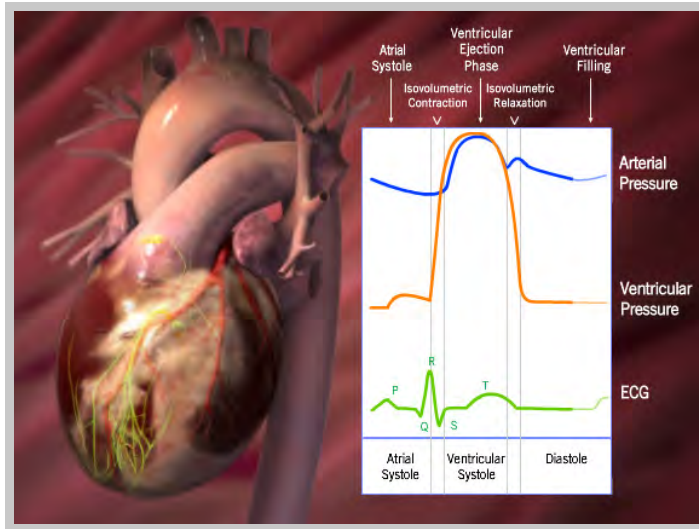 Atrial
Systole
Isovolumetric
Contraction
Ventricular
Ejection
Phase
Isovolumetric
Relaxation
Ventricular
Filling
Arterial
Pressure
Ventricular
Pressure
ECG
P
Q
R
S
T
Atrial
Systole
Ventricular
Systole
Diastole